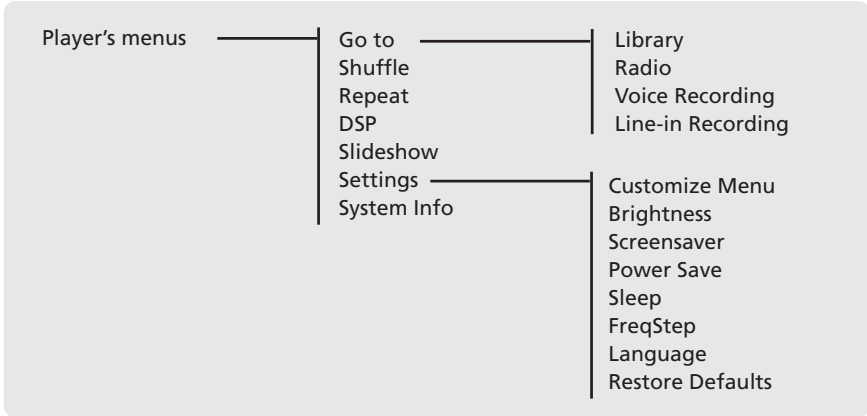 Player's menus
Go to
Shuffle
Repeat
DSP
Slideshow
Settings
System Info
Library
Radio
Voice Recording
Line-in Recording
Customize Menu
Brightness
Screensaver
Power Save
Sleep
FreqStep
Language
Restore Defaults